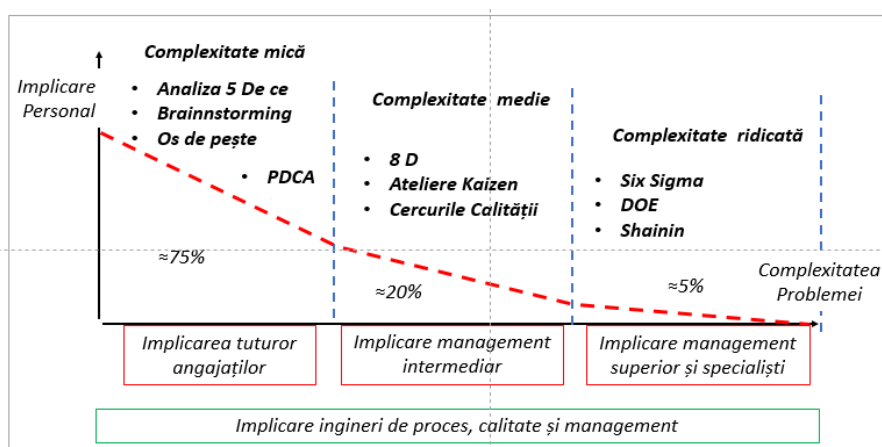 Complexitate mică
Implicare
Personal
• Analiza 5 De ce
• Brainnstorming
• Os de pește
• PDCA
≈75%
Complexitate medie
• 8 D
• Ateliere Kaizen
• Cercurile Calității
≈20%
Complexitate ridicată
• Six Sigma
• DOE
• Shainin
≈5%
Complexitatea
Problemei
Implicarea tuturor
angajaților
Implicare management
intermediar
Implicare management
superior și specialiști
Implicare ingineri de proces, calitate și management